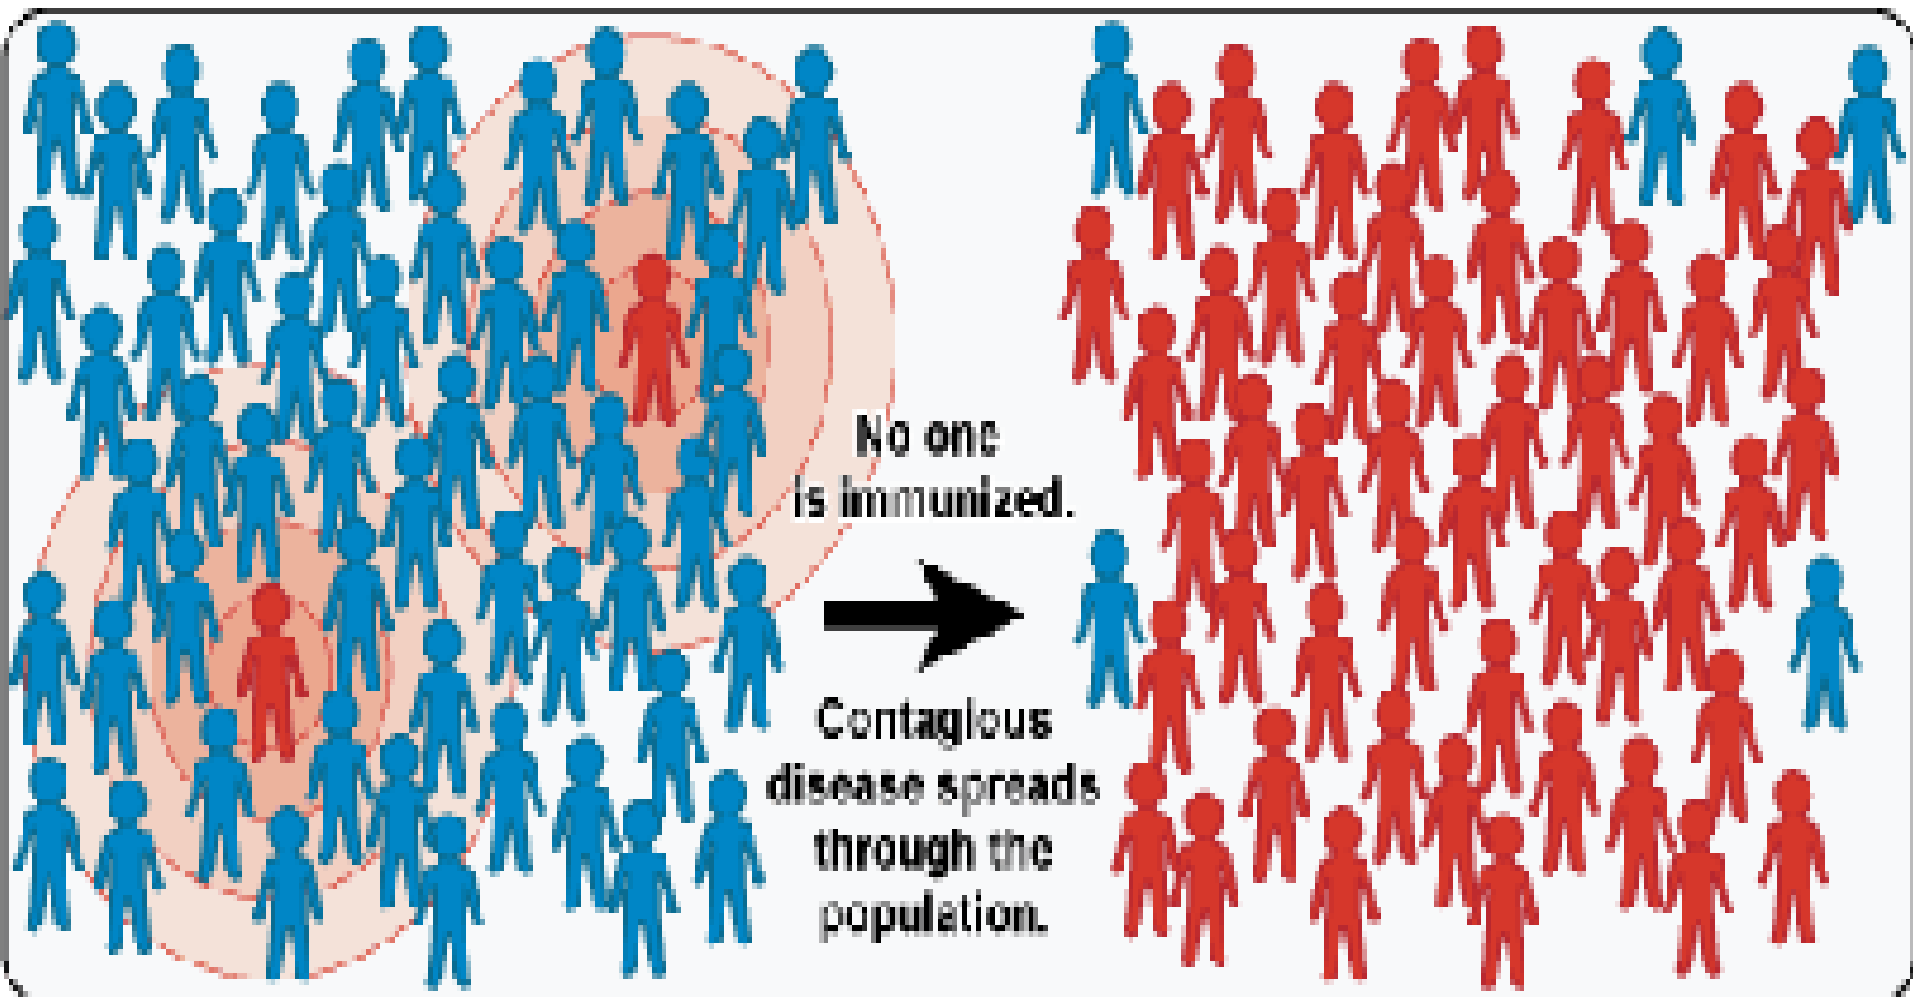 No one
is immunized.
Contagious
disease spreads
through the
population.